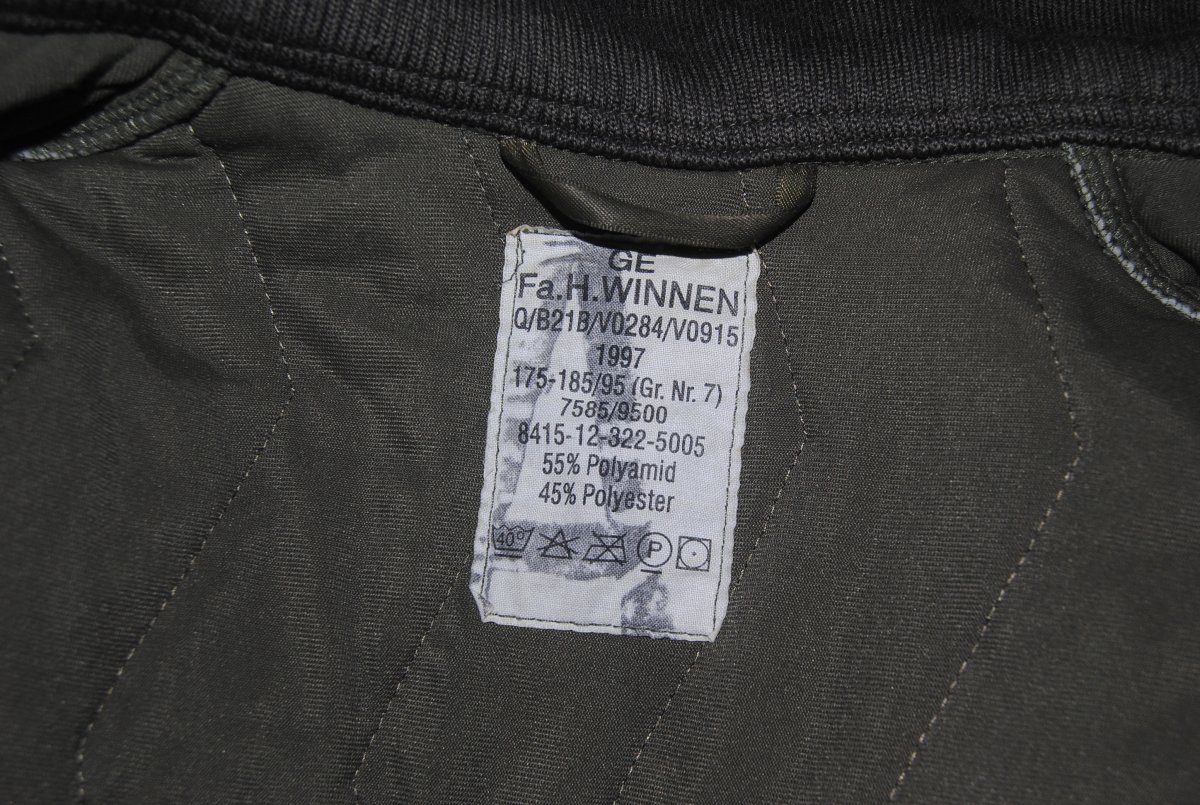 GE
Fa.H.WINNEN
Q/B21B/V0284/V0915
1997
175-185/95 (Gr. Nr. 7)
7585/9500
8415-12-322-5005
55% Polyamid
45% Polyester
40° P